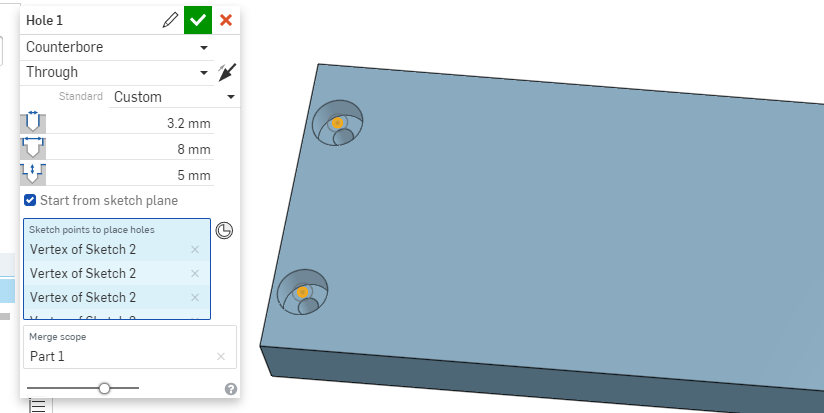 Hole 1
Counterbore
Through
Standard Custom
3.2 mm
8 mm
5 mm
Start from sketch plane
Sketch points to place holes
Vertex of Sketch 2
Vertex of Sketch 2
Vertex of Sketch 2
Merge scope
Part 1